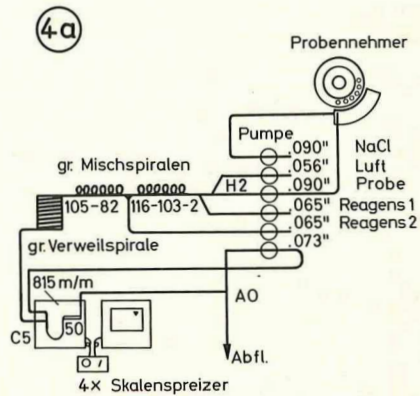 4a
Probennehmer
Pumpe
.090" NaCl
gr. Mischspiralen
.056" Luft
H2
.090" Probe
105-82
116-103-2
.065" Reagens 1
.065" Reagens 2
gr. Verweilspirale
.073"
815 m/m
AO
C5
50
Abfl.
4× Skalenspreizer